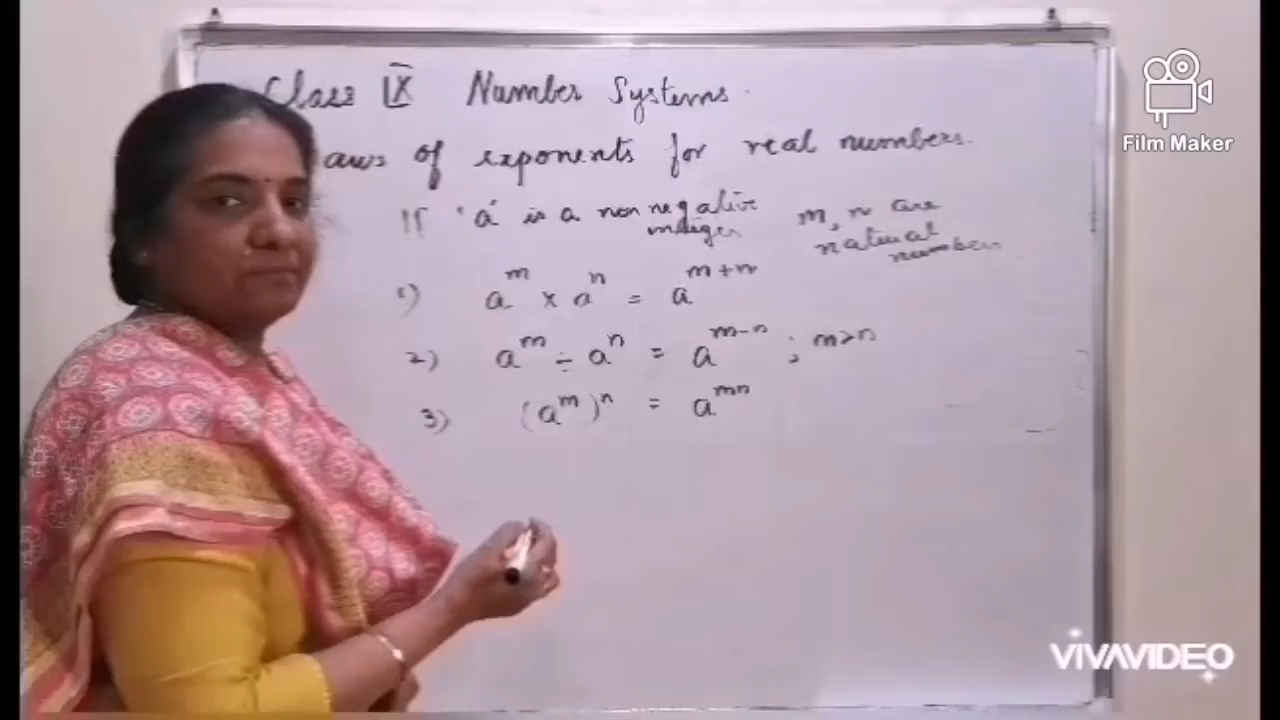 Class IX Number Systems.
aws of exponents for real numbers.
If 'a' is a non negative integer m, n are natural numbers
1) a^m × a^n = a^{m+n}
2) a^m ÷ a^n = a^{m-n} ; m>n
3) (a^m)^n = a^{mn}
Film Maker
VIVAVIDEO